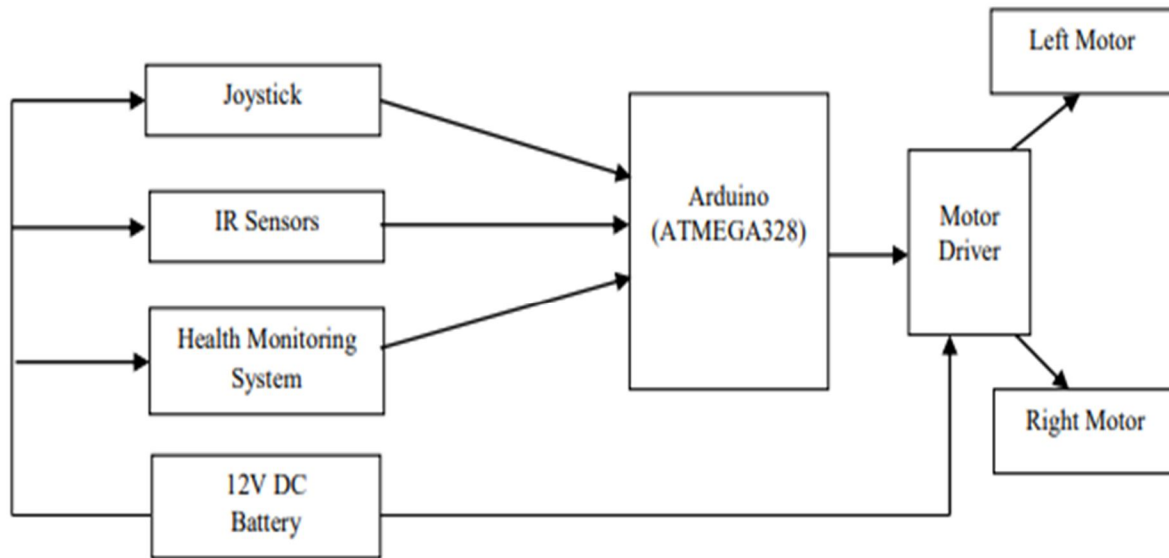 Joystick
IR Sensors
Health Monitoring
System
12V DC
Battery
Arduino
(ATMEGA328)
Motor
Driver
Left Motor
Right Motor